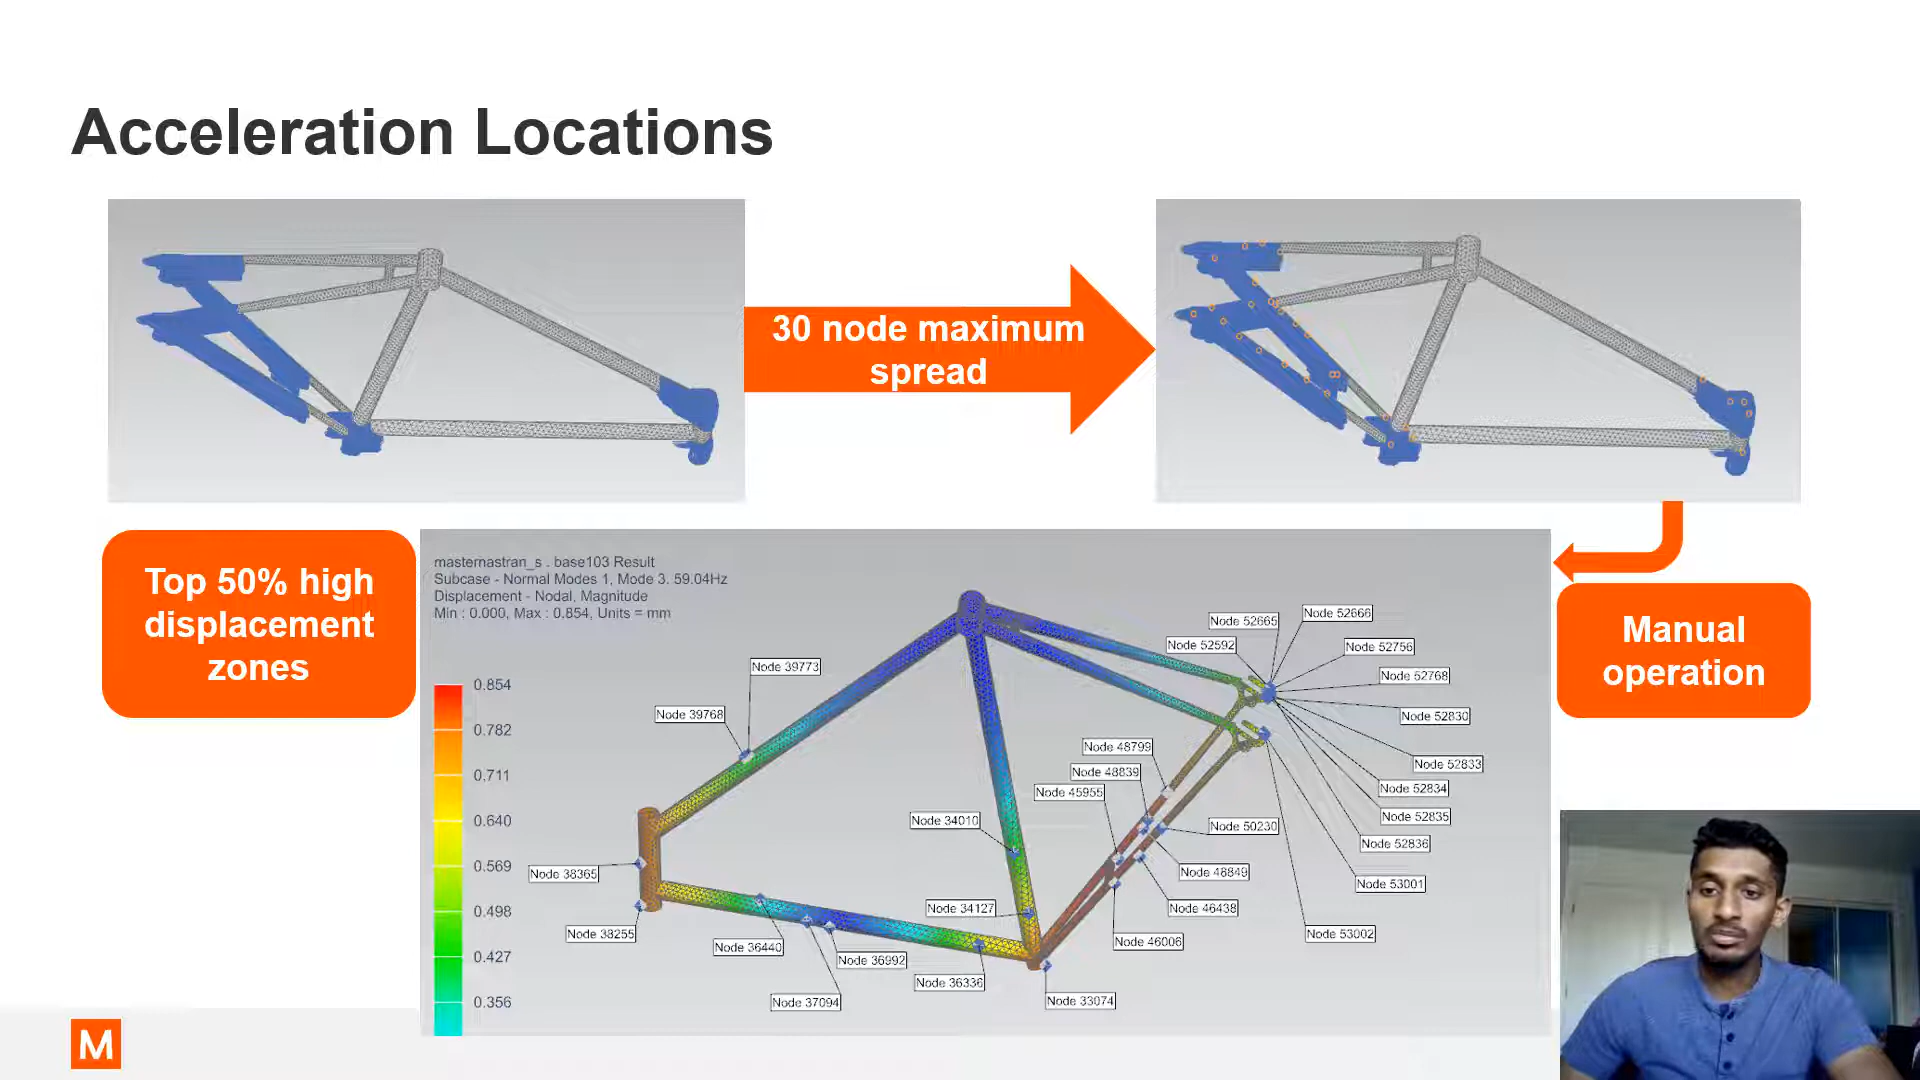 Acceleration Locations
30 node maximum
spread
Top 50% high
displacement
zones
Manual
operation
masternastran_s . base103 Result
Subcase - Normal Modes 1, Mode 3. 59.04Hz
Displacement - Nodal, Magnitude
Min : 0.000, Max : 0.854, Units = mm
0.854
0.782
0.711
0.640
0.569
0.498
0.427
0.356
Node 39773
Node 39768
Node 38365
Node 38255
Node 36440
Node 37094
Node 36992
Node 36336
Node 34010
Node 34127
Node 33074
Node 48799
Node 48839
Node 45955
Node 50230
Node 48849
Node 46438
Node 46006
Node 52592
Node 52665
Node 52666
Node 52756
Node 52768
Node 52830
Node 52833
Node 52834
Node 52835
Node 52836
Node 53001
Node 53002
M